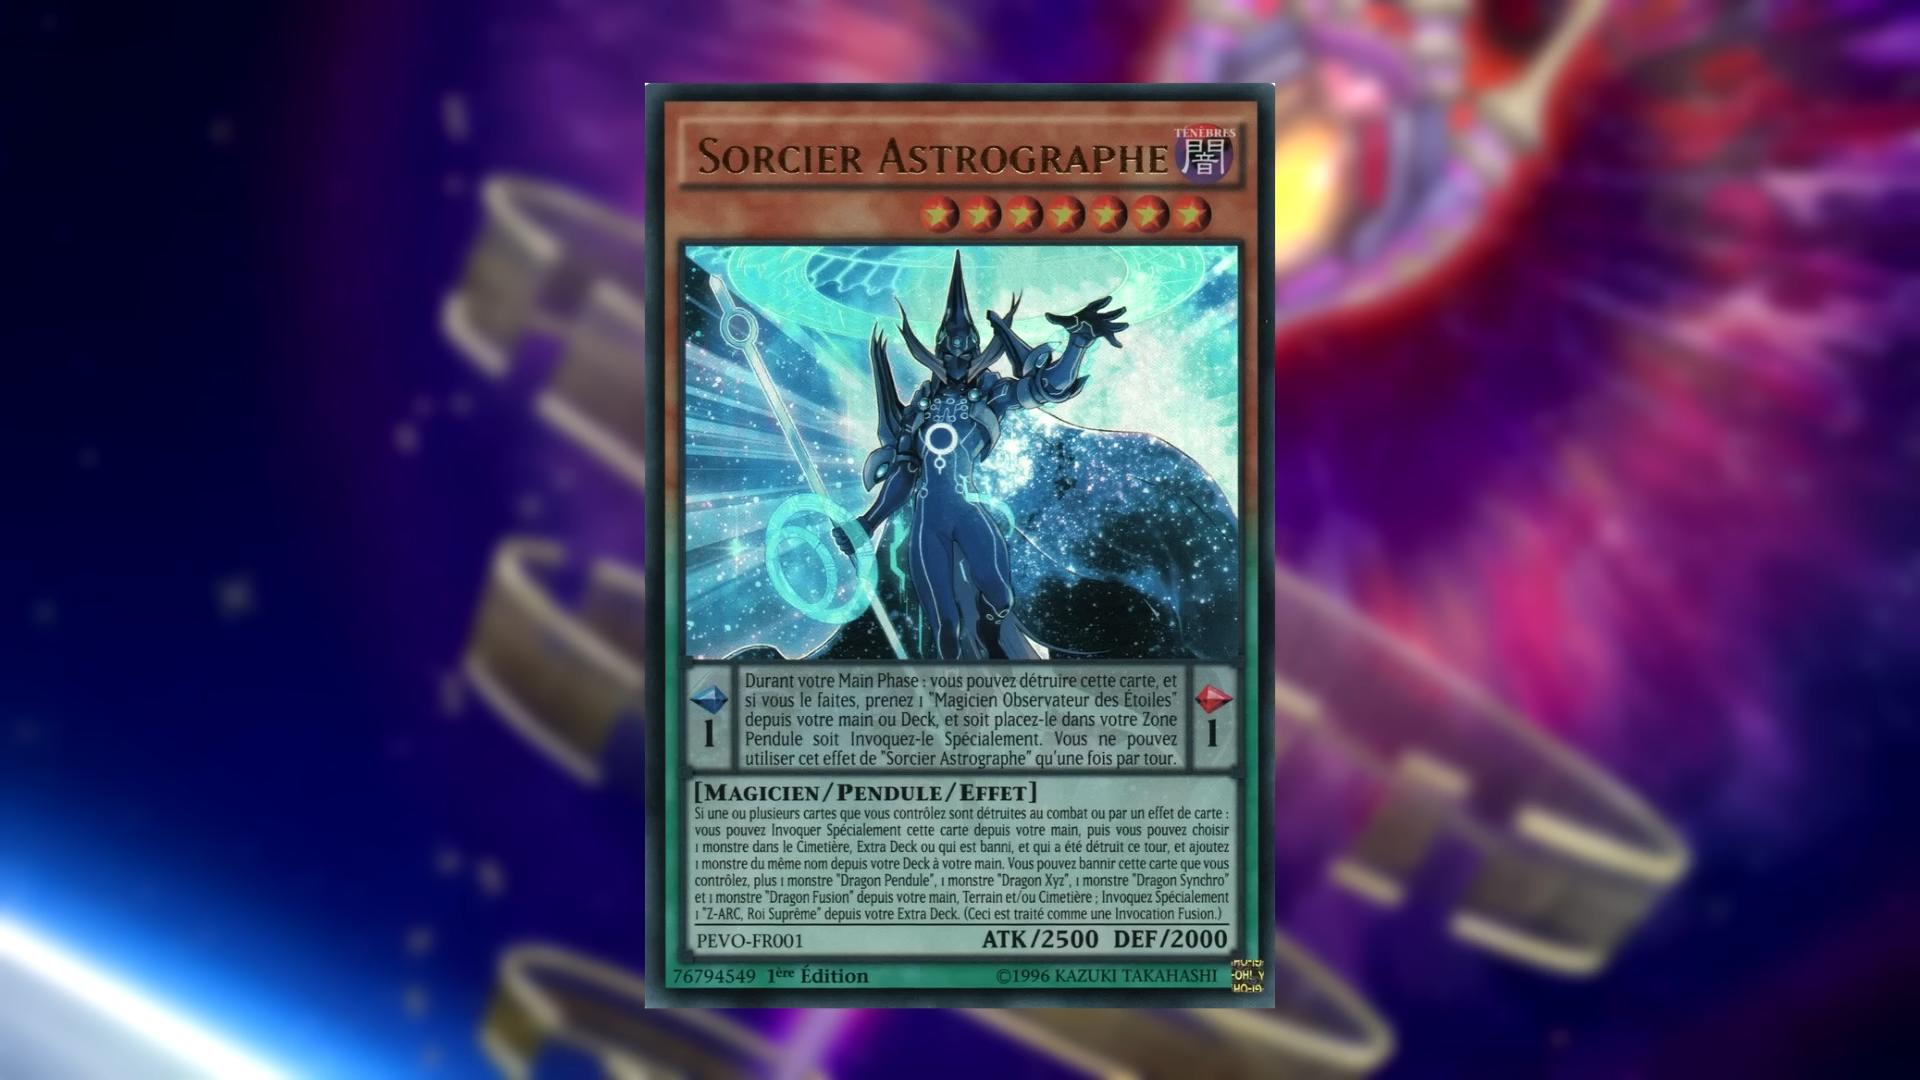 SORCIER ASTROGRAPHE
TÉNÈBRES
闇
Durant votre Main Phase : vous pouvez détruire cette carte, et
si vous le faites, prenez 1 "Magicien Observateur des Étoiles"
depuis votre main ou Deck, et soit placez-le dans votre Zone
Pendule soit Invoquez-le Spécialement. Vous ne pouvez
utiliser cet effet de "Sorcier Astrographe" qu'une fois par tour.
1
1
[MAGICIEN/PENDULE/EFFET]
Si une ou plusieurs cartes que vous contrôlez sont détruites au combat ou par un effet de carte :
vous pouvez Invoquer Spécialement cette carte depuis votre main, puis vous pouvez choisir
1 monstre dans le Cimetière, Extra Deck ou qui est banni, et qui a été détruit ce tour, et ajoutez
1 monstre du même nom depuis votre Deck à votre main. Vous pouvez bannir cette carte que vous
contrôlez, plus 1 monstre "Dragon Pendule", 1 monstre "Dragon Xyz", 1 monstre "Dragon Synchro"
et 1 monstre "Dragon Fusion" depuis votre main, Terrain et/ou Cimetière ; Invoquez Spécialement
1 "Z-ARC, Roi Suprême" depuis votre Extra Deck. (Ceci est traité comme une Invocation Fusion.)
PEVO-FR001 ATK/2500 DEF/2000
76794549 1ère Édition ©1996 KAZUKI TAKAHASHI